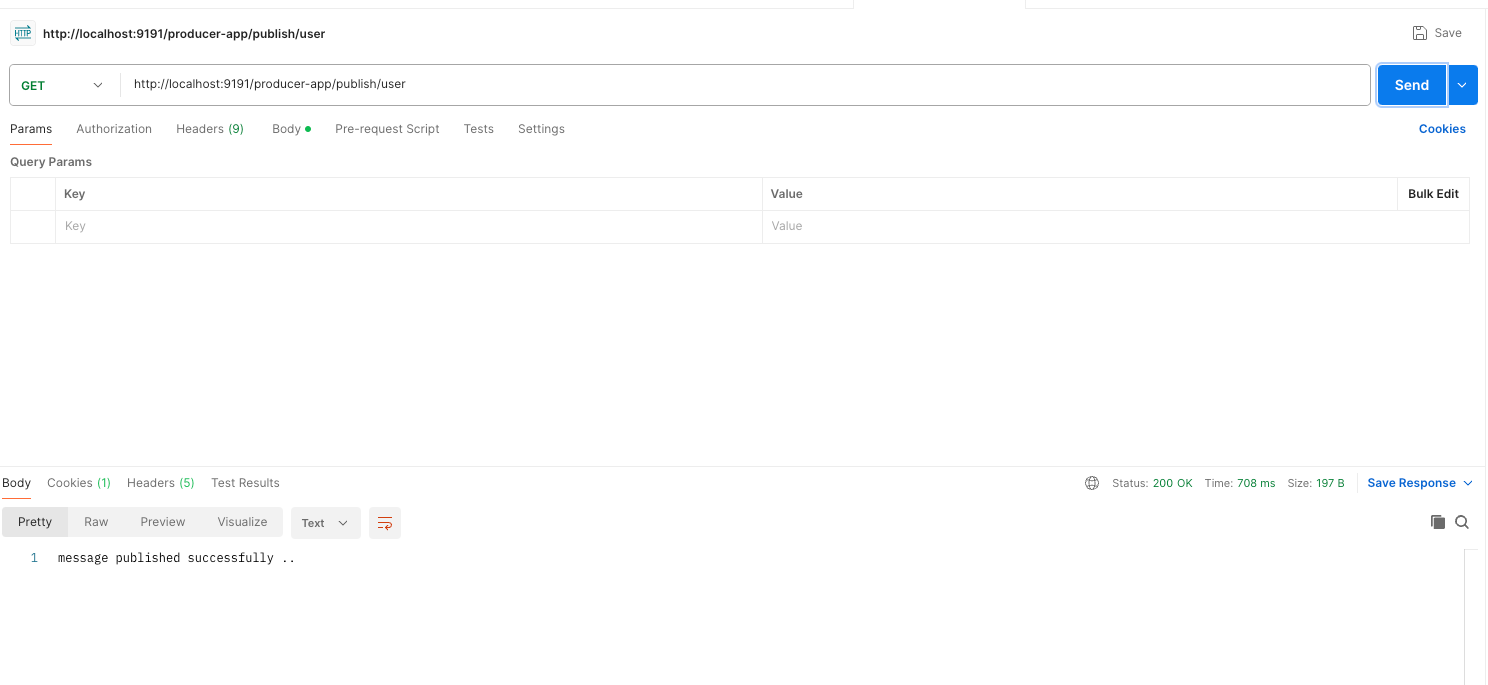 HTTP http://localhost:9191/producer-app/publish/user Save
GET http://localhost:9191/producer-app/publish/user Send
Params Authorization Headers (9) Body Pre-request Script Tests Settings Cookies
Query Params
Key Value Bulk Edit
Key Value
Body Cookies (1) Headers (5) Test Results Status: 200 OK Time: 708 ms Size: 197 B Save Response
Pretty Raw Preview Visualize Text
1 message published successfully ..